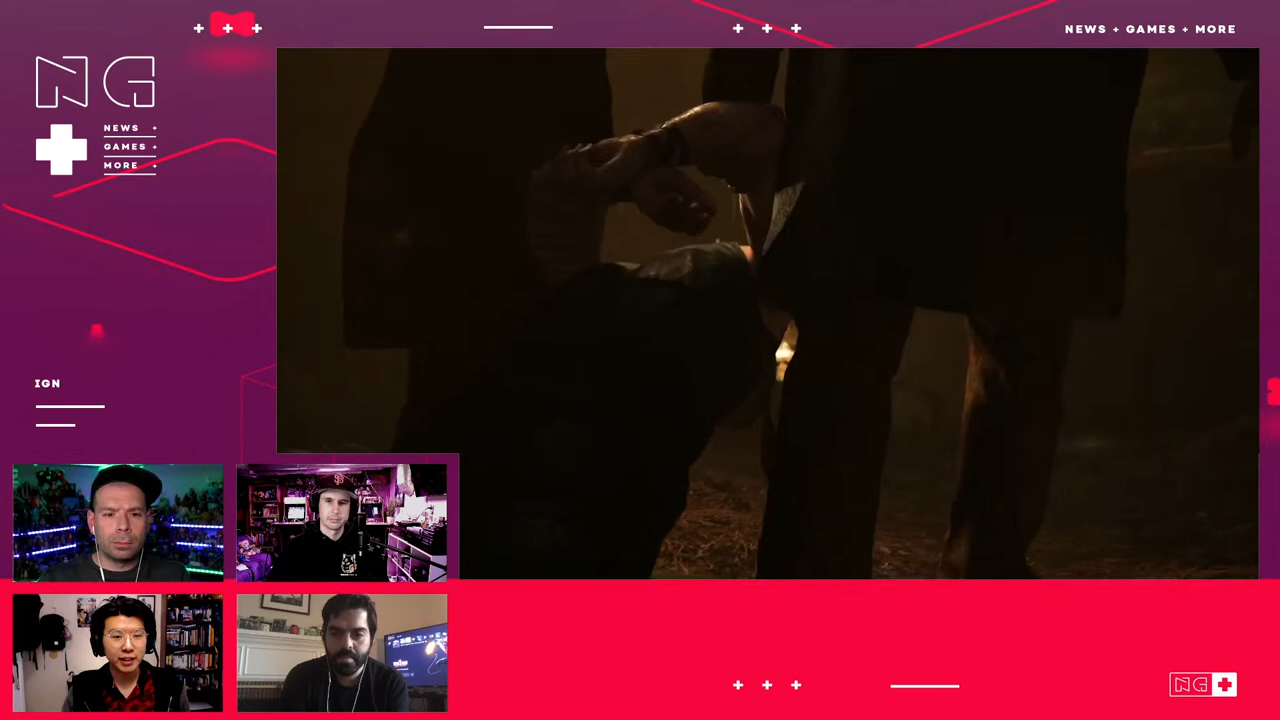 NEWS + GAMES + MORE
NG
NEWS +
GAMES +
MORE +
IGN
NG+